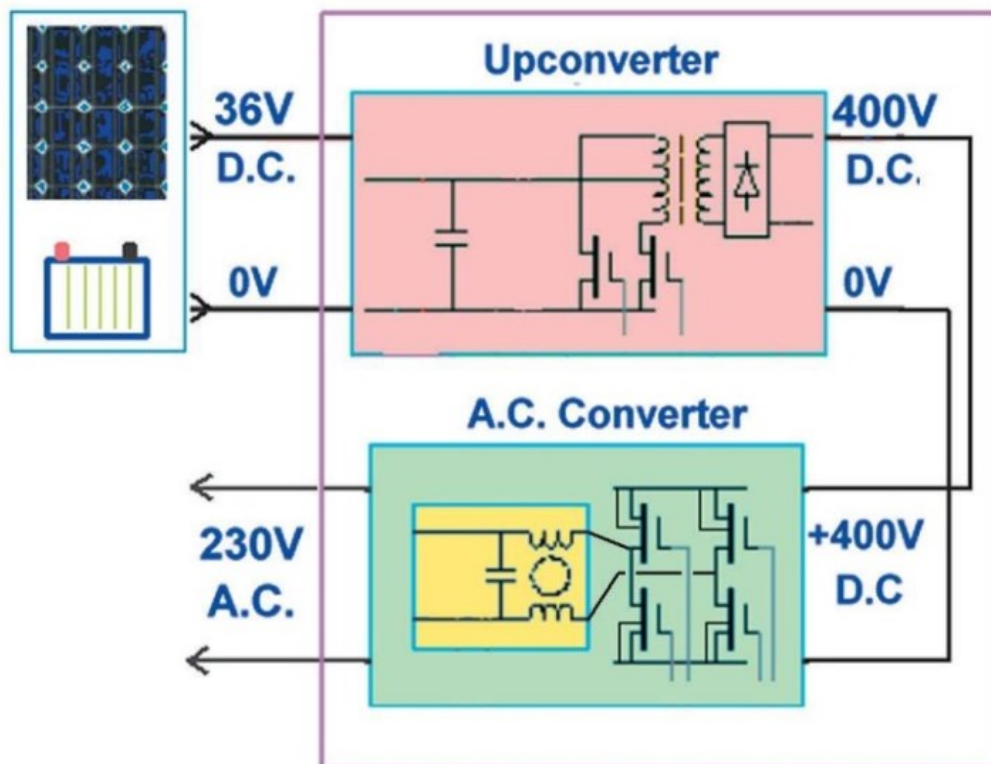 Upconverter
36V
D.C.
0V
400V
D.C.
0V
A.C. Converter
230V
A.C.
+400V
D.C